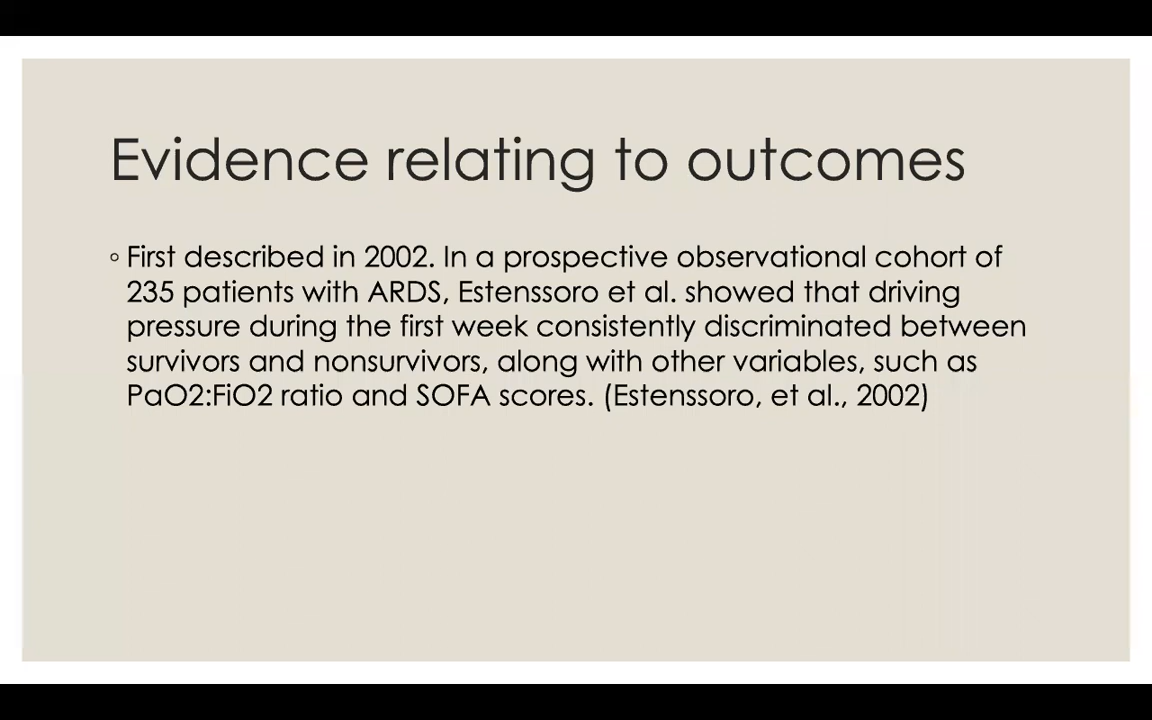 Evidence relating to outcomes
◦ First described in 2002. In a prospective observational cohort of
235 patients with ARDS, Estenssoro et al. showed that driving
pressure during the first week consistently discriminated between
survivors and nonsurvivors, along with other variables, such as
PaO2:FiO2 ratio and SOFA scores. (Estenssoro, et al., 2002)